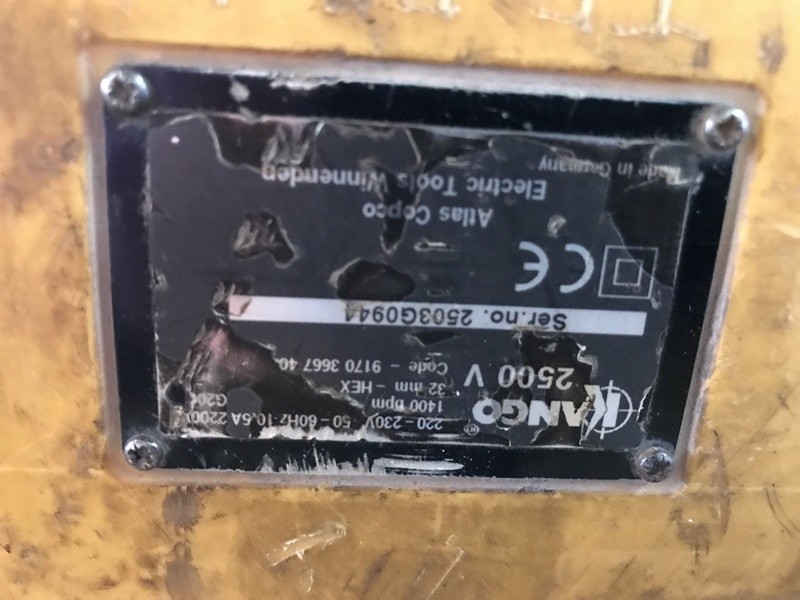 KANGO ®
2500 V
220 – 230V 50 – 60Hz 10,5A 2200
1400 bpm
32 mm – HEX
Code – 9170 3667 40
Ser.no. 2503G0944
CE
Atlas Copco
Electric Tools Winnenden
Made in Germany